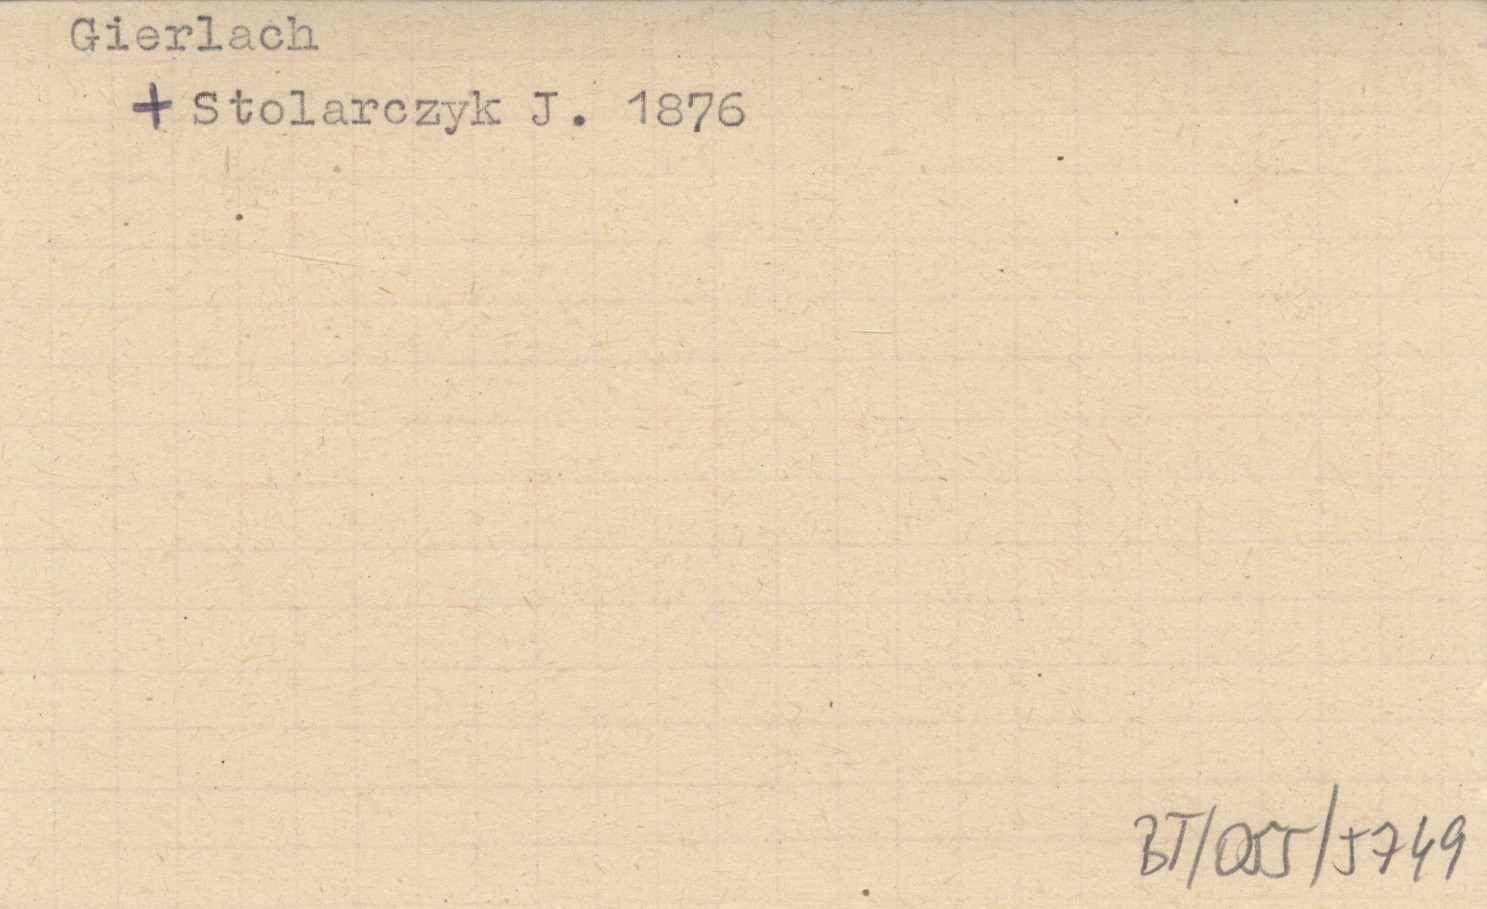 Gierlach
+ Stolarczyk J. 1876
BT/055/5749